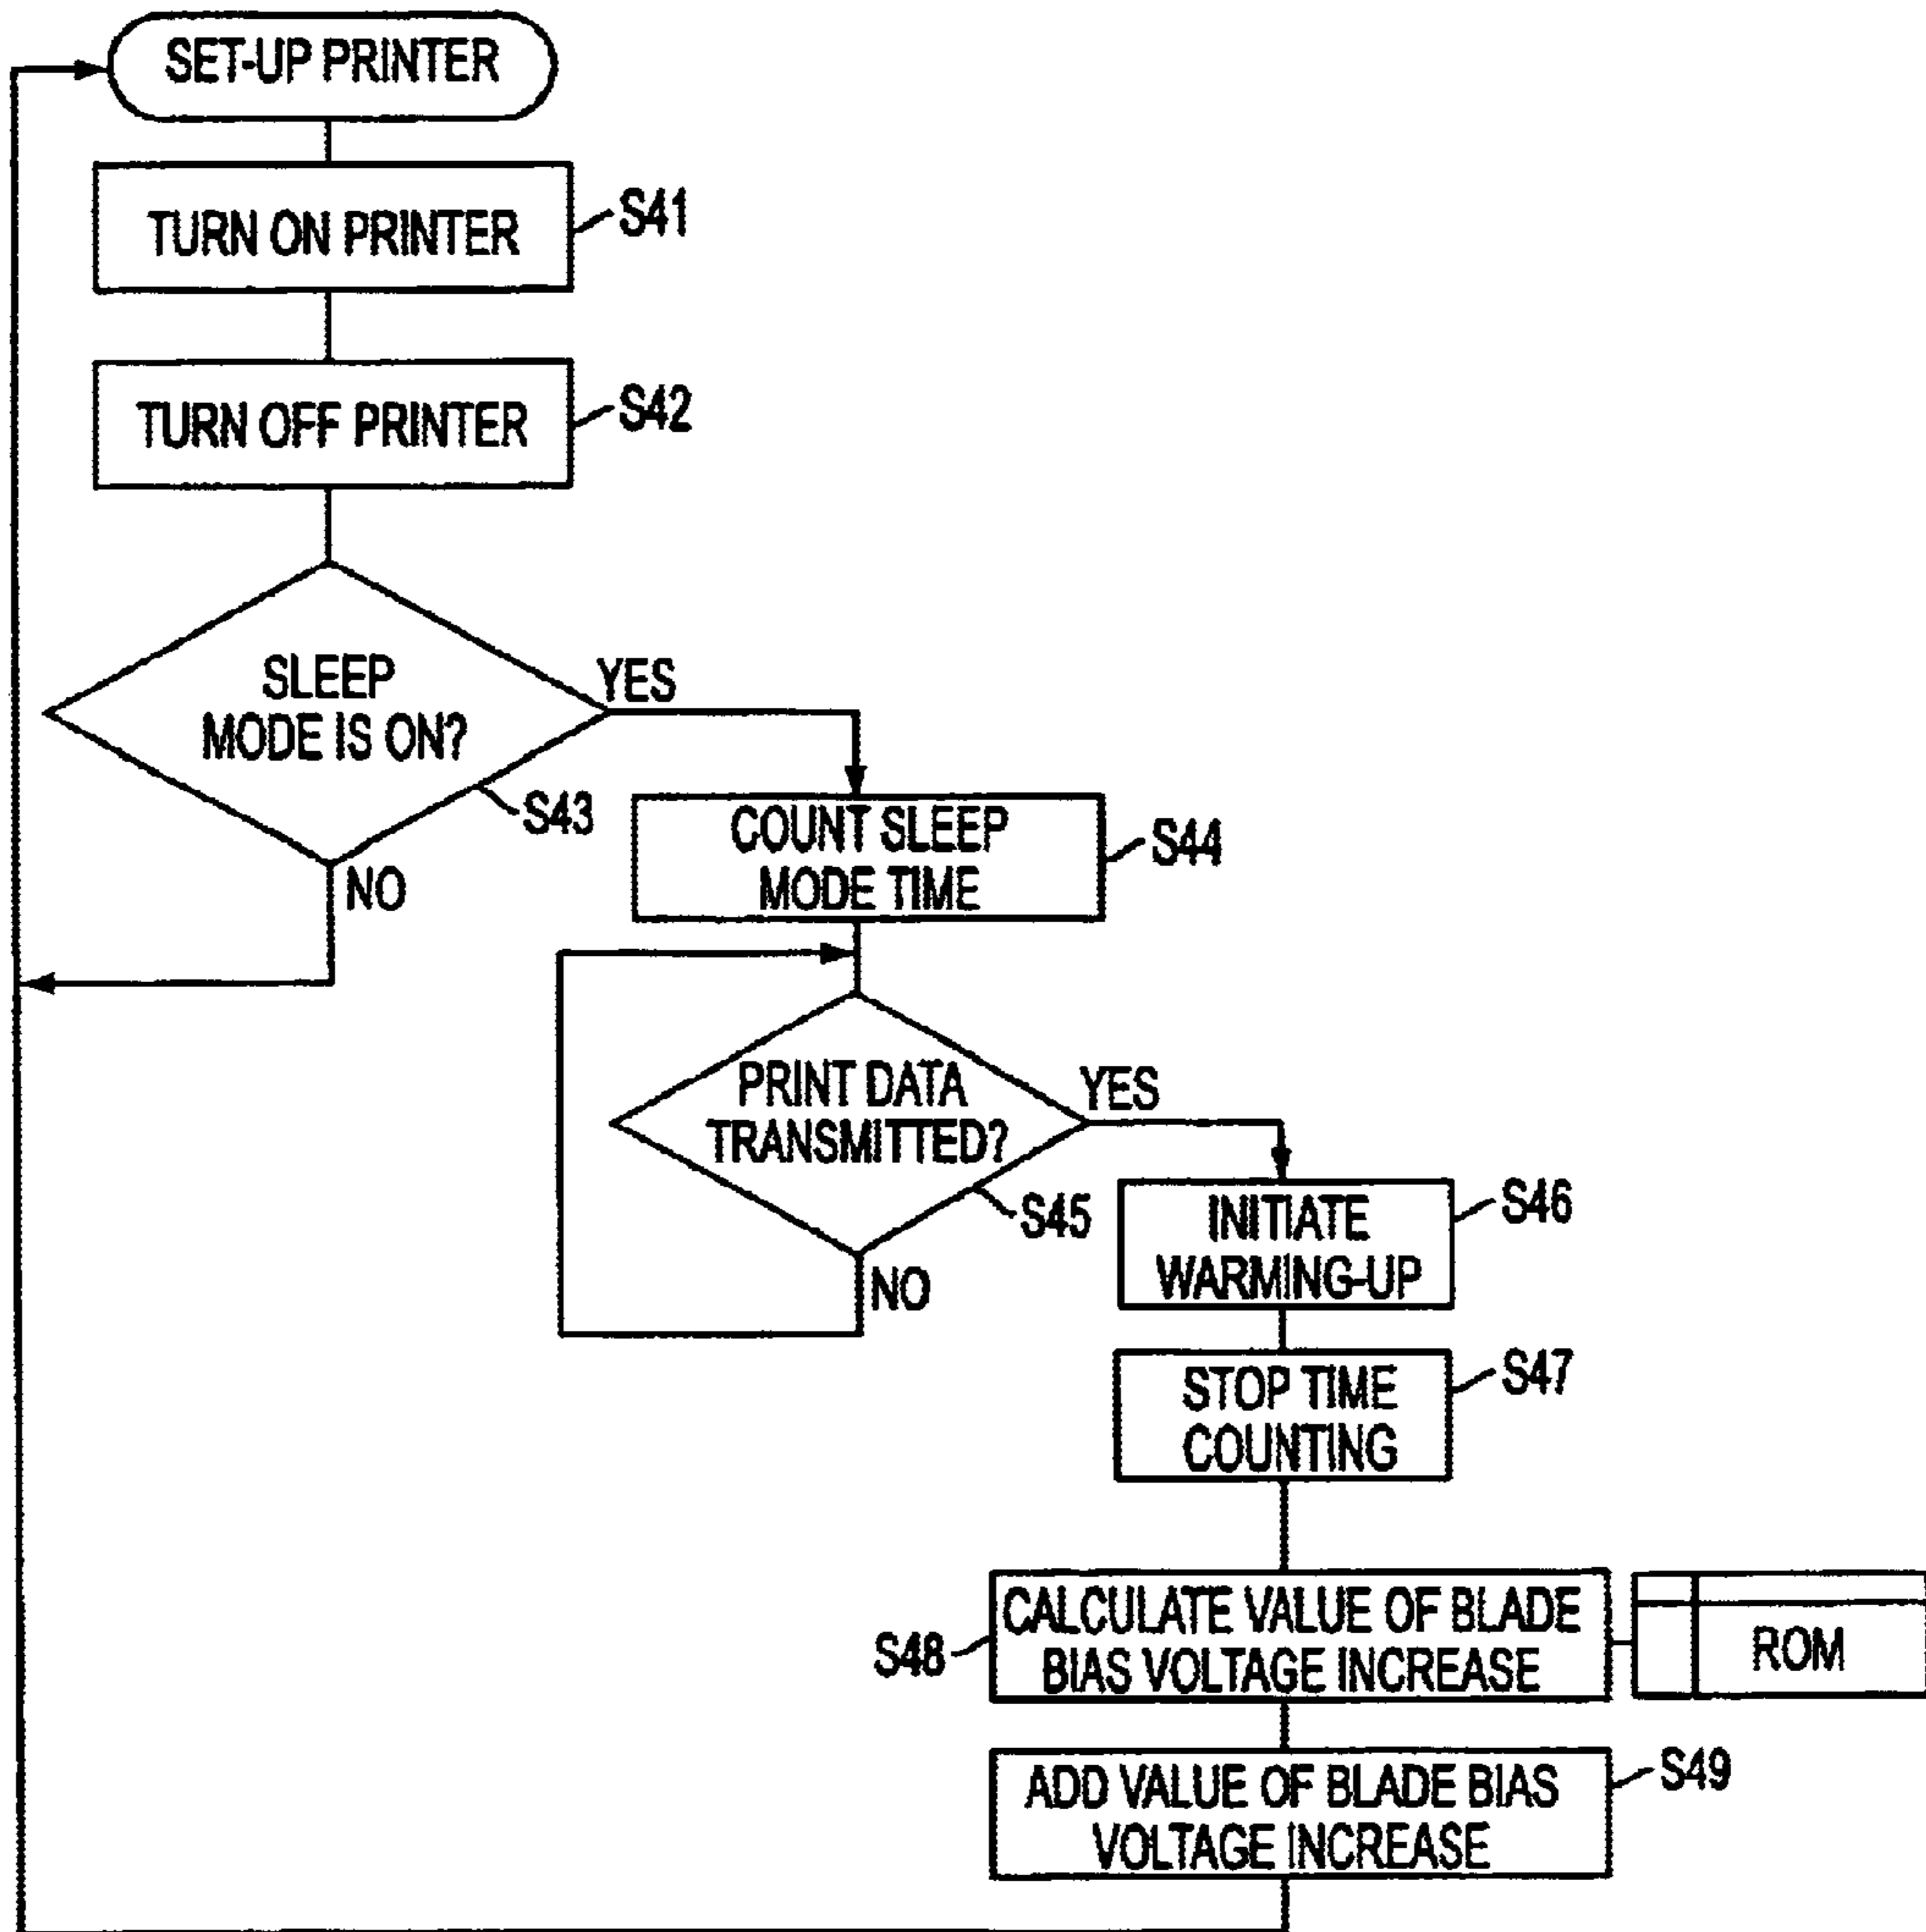 SET-UP PRINTER
TURN ON PRINTER
S41
TURN OFF PRINTER
S42
SLEEP
MODE IS ON?
YES
S43
NO
COUNT SLEEP
MODE TIME
S44
PRINT DATA
TRANSMITTED?
YES
S45
NO
INITIATE
WARMING-UP
S46
STOP TIME
COUNTING
S47
CALCULATE VALUE OF BLADE
BIAS VOLTAGE INCREASE
S48
ROM
ADD VALUE OF BLADE BIAS
VOLTAGE INCREASE
S49